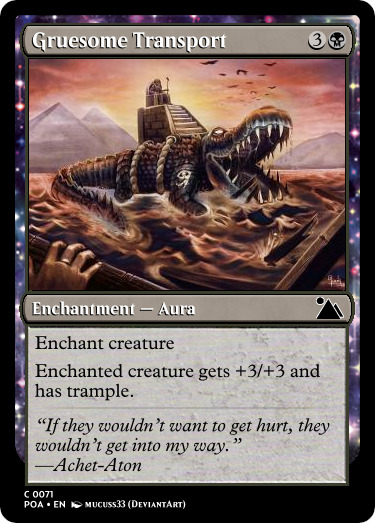 Gruesome Transport 3
Enchantment — Aura
Enchant creature
Enchanted creature gets +3/+3 and
has trample.
"If they wouldn't want to get hurt, they
wouldn't get into my way."
—Achet-Aton
C 0071
POA • EN mucuss33 (DeviantArt)